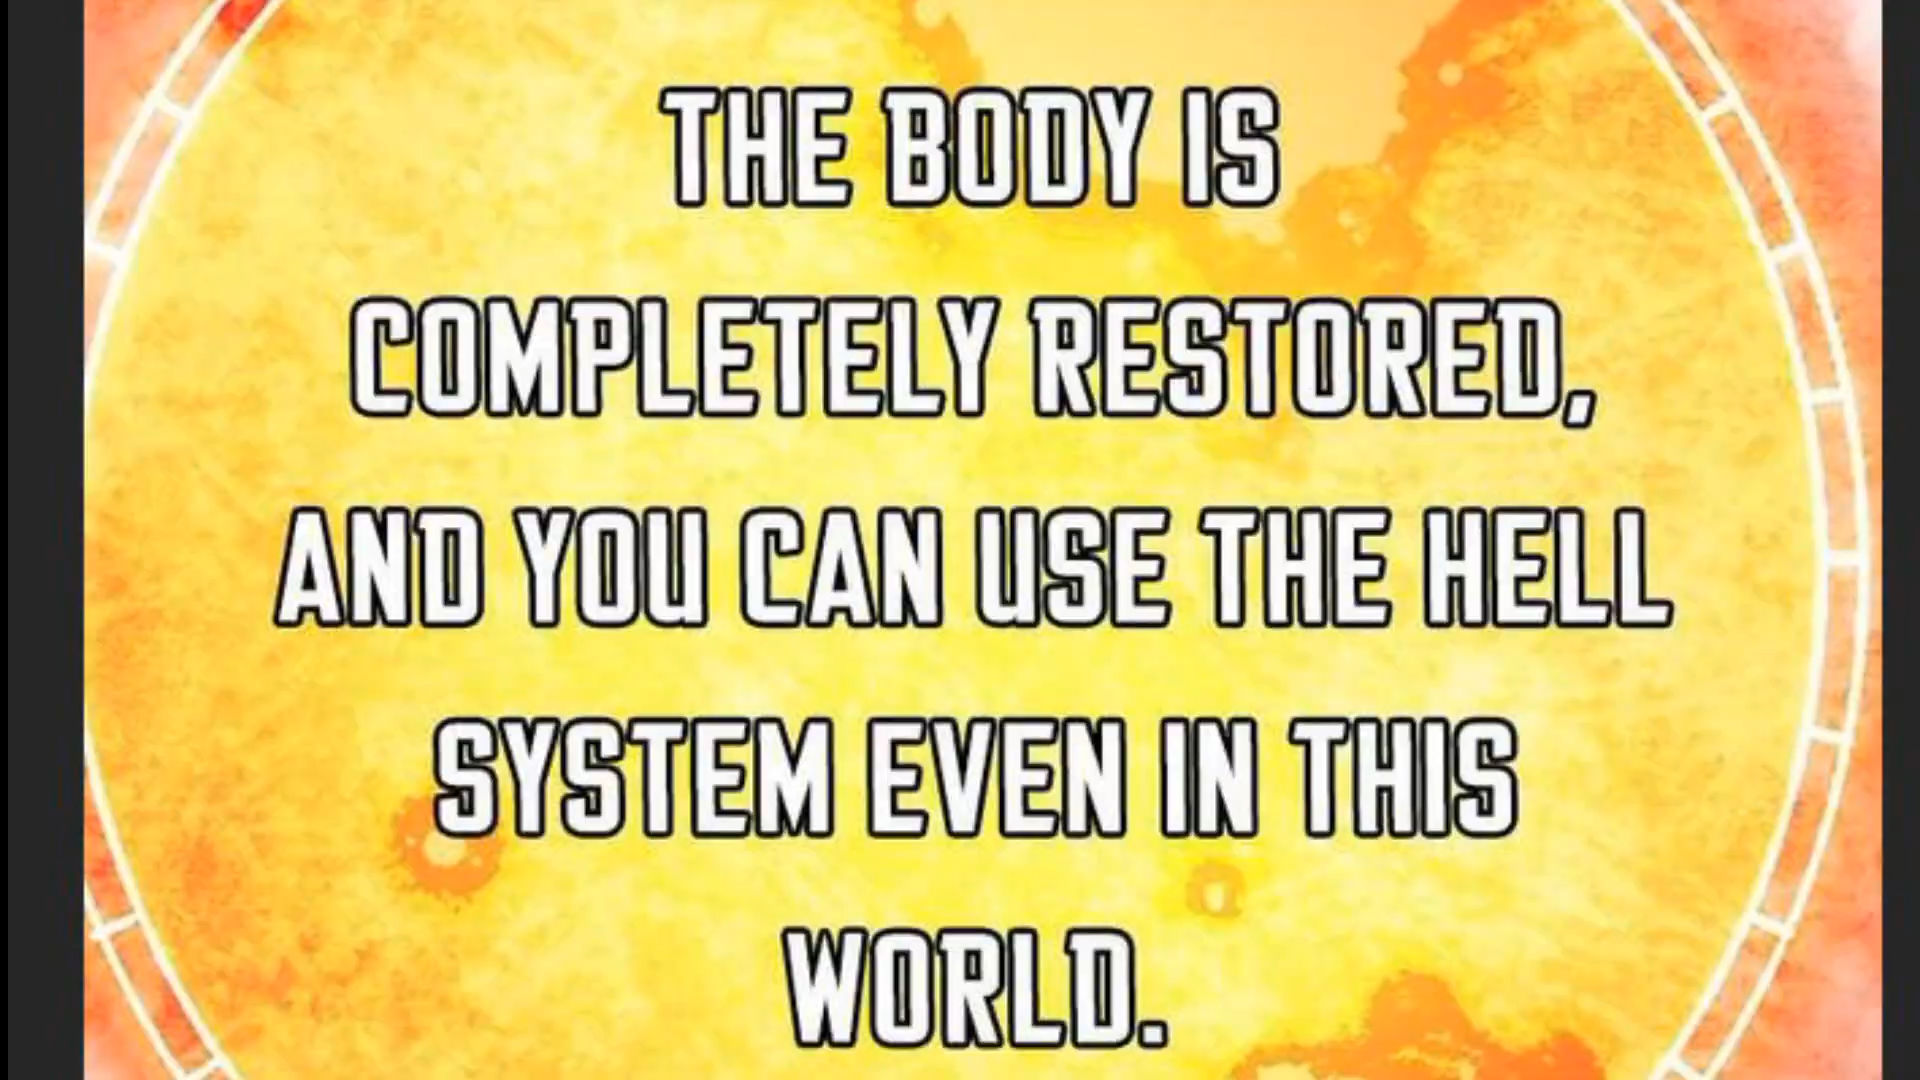 THE BODY IS
COMPLETELY RESTORED,
AND YOU CAN USE THE HELL
SYSTEM EVEN IN THIS
WORLD.